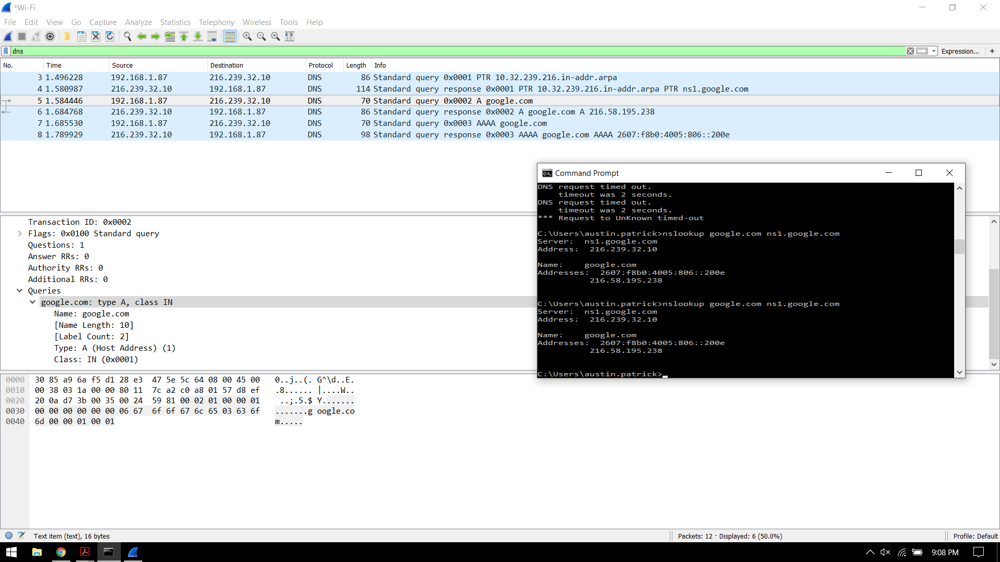 *Wi-Fi
File Edit View Go Capture Analyze Statistics Telephony Wireless Tools Help
dns
Expression... +
No. Time Source Destination Protocol Length Info
3 1.496228 192.168.1.87 216.239.32.10 DNS 86 Standard query 0x0001 PTR 10.32.239.216.in-addr.arpa
4 1.580987 216.239.32.10 192.168.1.87 DNS 114 Standard query response 0x0001 PTR 10.32.239.216.in-addr.arpa PTR ns1.google.com
5 1.584446 192.168.1.87 216.239.32.10 DNS 70 Standard query 0x0002 A google.com
6 1.684768 216.239.32.10 192.168.1.87 DNS 86 Standard query response 0x0002 A google.com A 216.58.195.238
7 1.685530 192.168.1.87 216.239.32.10 DNS 70 Standard query 0x0003 AAAA google.com
8 1.789929 216.239.32.10 192.168.1.87 DNS 98 Standard query response 0x0003 AAAA google.com AAAA 2607:f8b0:4005:806::200e
Transaction ID: 0x0002
Flags: 0x0100 Standard query
Questions: 1
Answer RRs: 0
Authority RRs: 0
Additional RRs: 0
Queries
google.com: type A, class IN
Name: google.com
[Name Length: 10]
[Label Count: 2]
Type: A (Host Address) (1)
Class: IN (0x0001)
Command Prompt
DNS request timed out.
timeout was 2 seconds.
DNS request timed out.
timeout was 2 seconds.
*** Request to UnKnown timed-out
C:\Users\austin.patrick>nslookup google.com ns1.google.com
Server: ns1.google.com
Address: 216.239.32.10
Name: google.com
Addresses: 2607:f8b0:4005:806::200e
216.58.195.238
C:\Users\austin.patrick>nslookup google.com ns1.google.com
Server: ns1.google.com
Address: 216.239.32.10
Name: google.com
Addresses: 2607:f8b0:4005:806::200e
216.58.195.238
C:\Users\austin.patrick>
0000 30 85 a9 6a f5 d1 28 e3 47 5e 5c 64 08 00 45 00 0..j..(. G^\d..E.
0010 00 38 03 1a 00 00 80 11 7c a2 c0 a8 01 57 d8 ef .8...... |....W..
0020 20 0a d7 3b 00 35 00 24 59 81 00 02 01 00 00 01 ..;.5.$ Y.......
0030 00 00 00 00 00 00 06 67 6f 6f 67 6c 65 03 63 6f .......g oogle.co
0040 6d 00 00 01 00 01 m.....
Text item (text), 16 bytes
Packets: 12 · Displayed: 6 (50.0%)
Profile: Default
9:08 PM